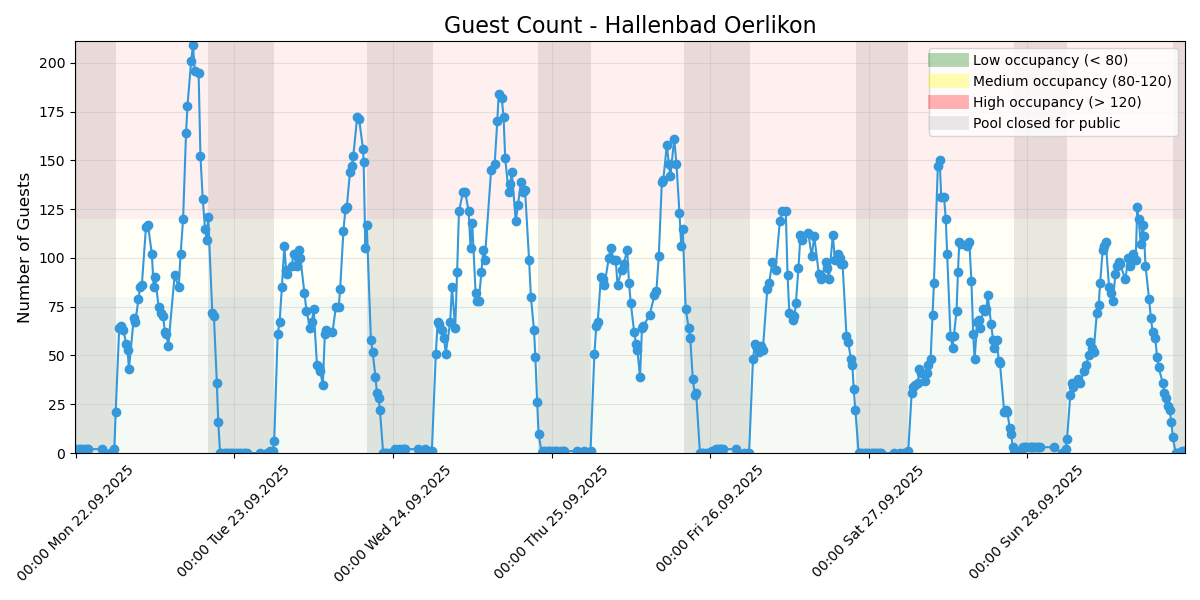 Guest Count - Hallenbad Oerlikon
Number of Guests
200
175
150
125
100
75
50
25
0
Low occupancy (< 80)
Medium occupancy (80-120)
High occupancy (> 120)
Pool closed for public
00:00 Mon 22.09.2025
00:00 Tue 23.09.2025
00:00 Wed 24.09.2025
00:00 Thu 25.09.2025
00:00 Fri 26.09.2025
00:00 Sat 27.09.2025
00:00 Sun 28.09.2025